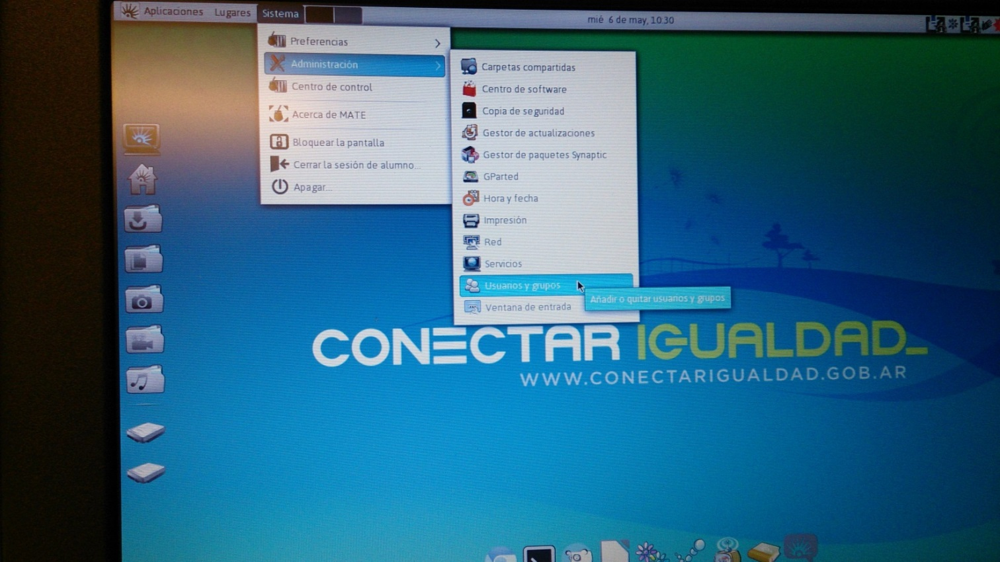 Aplicaciones Lugares Sistema
mié 6 de may, 10:30
Preferencias
Administración
Centro de control
Acerca de MATE
Bloquear la pantalla
Cerrar la sesión de alumno...
Apagar...
Carpetas compartidas
Centro de software
Copia de seguridad
Gestor de actualizaciones
Gestor de paquetes Synaptic
GParted
Hora y fecha
Impresión
Red
Servicios
Usuarios y grupos
Añadir o quitar usuarios y grupos
Ventana de entrada
CONECTAR IGUALDAD_
WWW.CONECTARIGUALDAD.GOB.AR